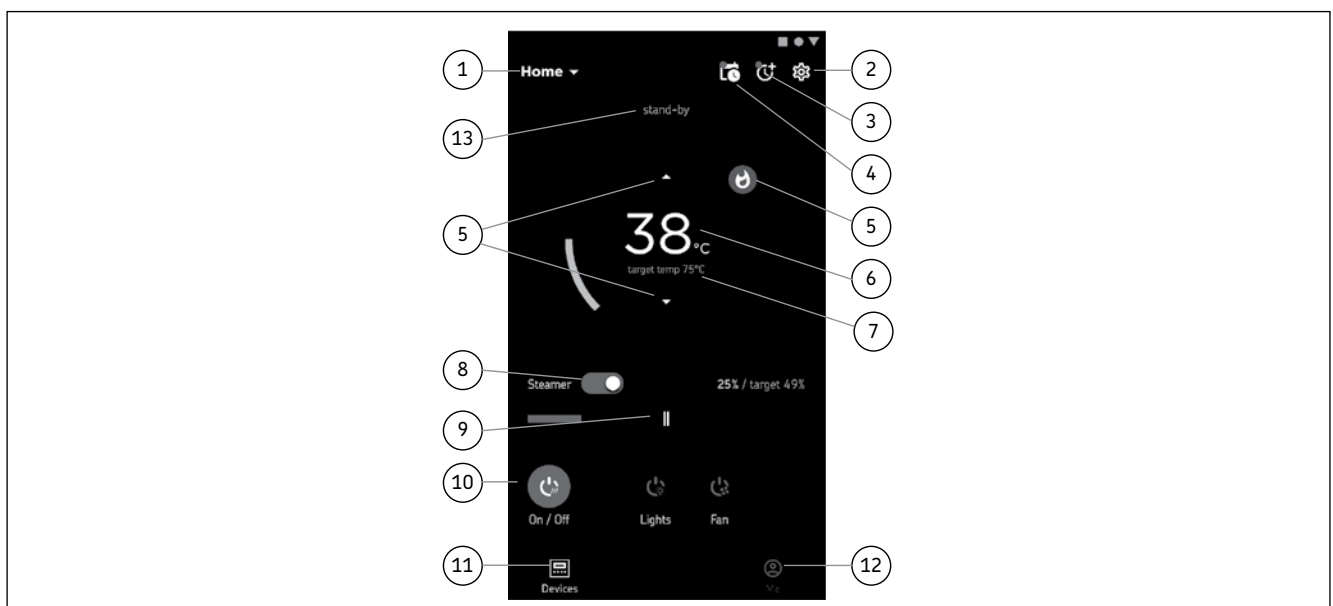 1
Home
2
3
stand-by
13
4
5
5
38 °C
6
target temp 75°C
7
8
Steamer
25% / target 49%
9
10
On / Off
Lights
Fan
11
12
Devices
Me